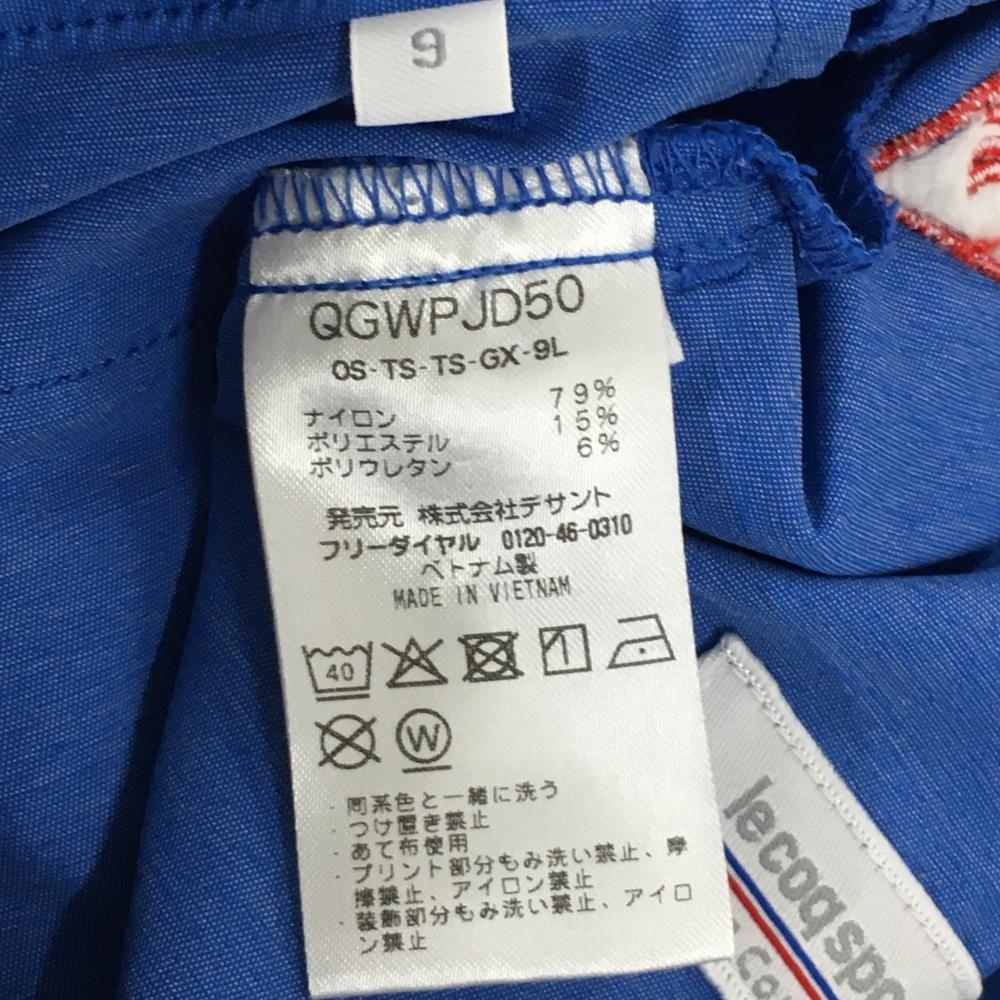 9
QGWPJD50
OS-TS-TS-GX-9L
ナイロン 79%
ポリエステル 15%
ポリウレタン 6%
発売元 株式会社デサント
フリーダイヤル 0120-46-0310
ベトナム製
MADE IN VIETNAM
40
W
・同系色と一緒に洗う
・つけ置き禁止
・あて布使用
・プリント部分もみ洗い禁止、摩
擦禁止、アイロン禁止
・装飾部分もみ洗い禁止、アイロ
ン禁止
lecoqspo